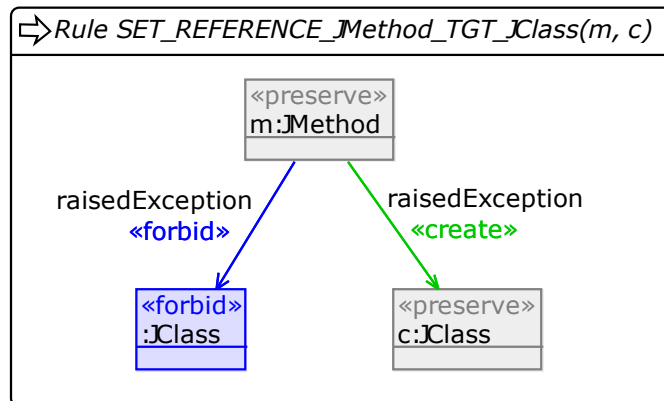 Rule SET_REFERENCE_JMethod_TGT_JClass(m, c)
«preserve»
m:JMethod
raisedException
«forbid»
raisedException
«create»
«forbid»
:JClass
«preserve»
c:JClass